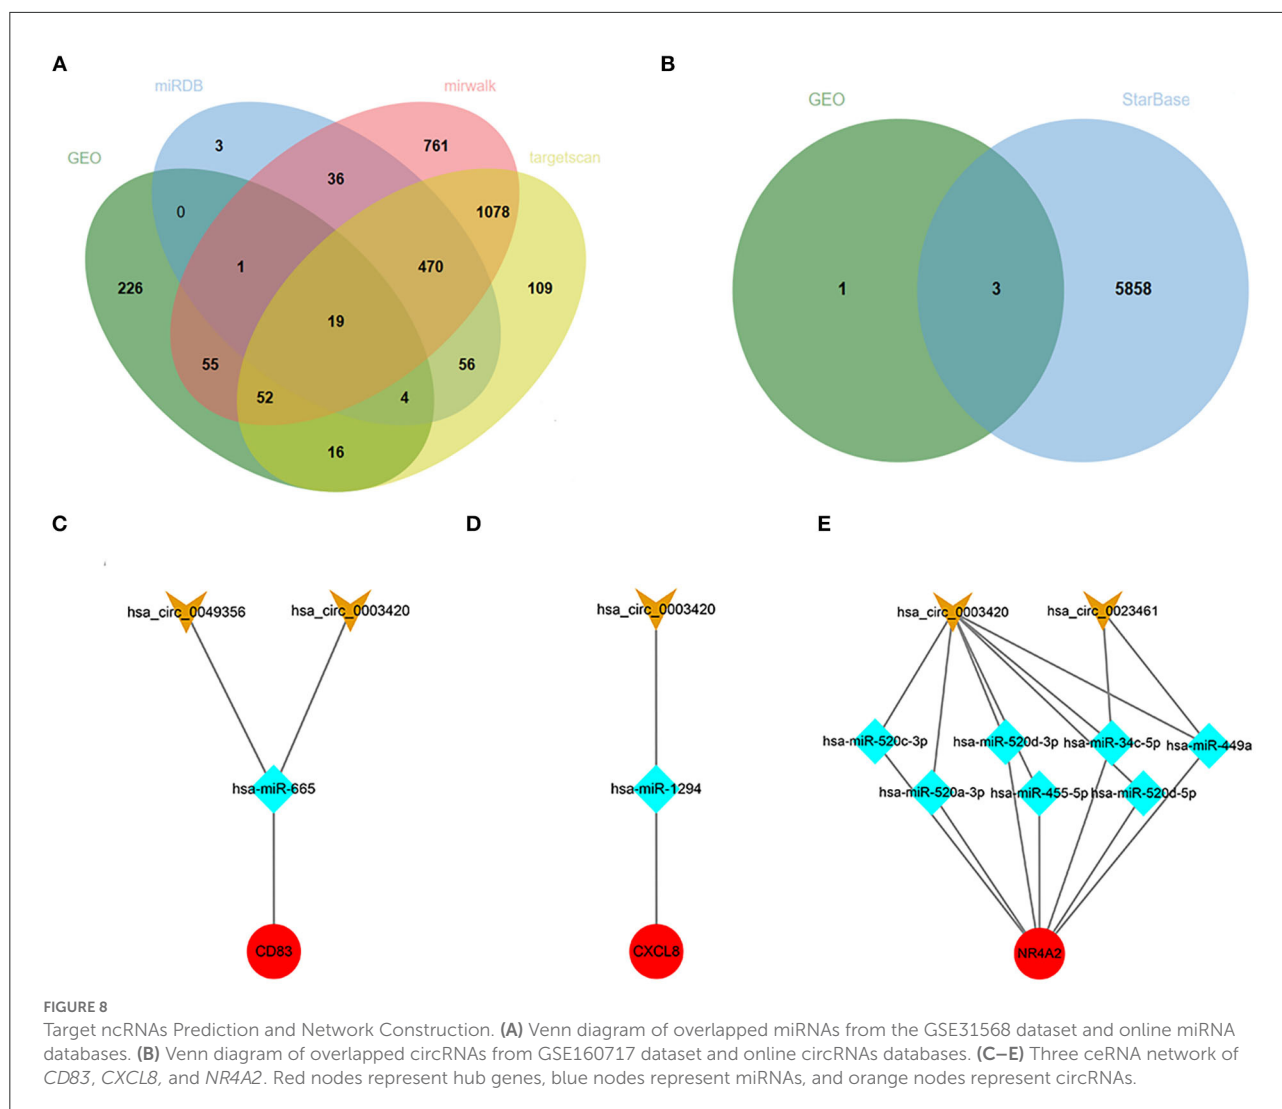 A
miRDB
mirwalk
GEO
targetscan
3
761
36
0
1078
1
470
226
109
19
55
56
52
4
16
B
GEO
StarBase
1
3
5858
C
hsa_circ_0049356
hsa_circ_0003420
hsa-miR-665
CD83
D
hsa_circ_0003420
hsa-miR-1294
CXCL8
E
hsa_circ_0003420
hsa_circ_0023461
hsa-miR-520c-3p
hsa-miR-520d-3p
hsa-miR-34c-5p
hsa-miR-449a
hsa-miR-520a-3p
hsa-miR-455-5p
hsa-miR-520d-5p
NR4A2
FIGURE 8
Target ncRNAs Prediction and Network Construction. (A) Venn diagram of overlapped miRNAs from the GSE31568 dataset and online miRNA
databases. (B) Venn diagram of overlapped circRNAs from GSE160717 dataset and online circRNAs databases. (C–E) Three ceRNA network of
CD83, CXCL8, and NR4A2. Red nodes represent hub genes, blue nodes represent miRNAs, and orange nodes represent circRNAs.